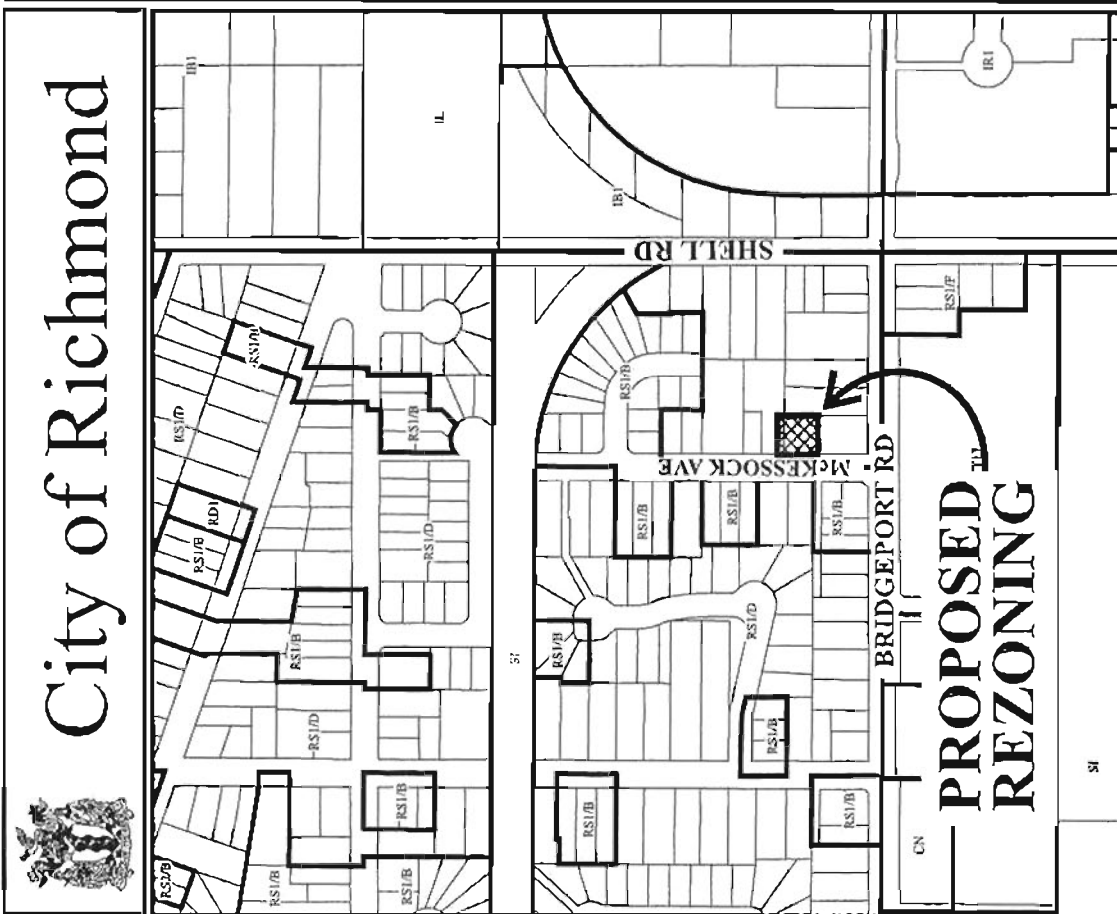 City of Richmond
IB1
IL
IB1
IR1
SHELL RD
RS1/F
RS1/D
RS1/B
RS1/B
McKESSOCK AVE
RD1
RS1/B
RS1/D
RS1/B
RS1/B
RS1/B
BRIDGEPORT RD
PROPOSED
REZONING
RS1/B
RS1/B
RS1/D
RS1/D
RS1/B
RS1/B
RS1/B
RS1/B
CN
SI
RS1/B
RS1/B
RS1/B